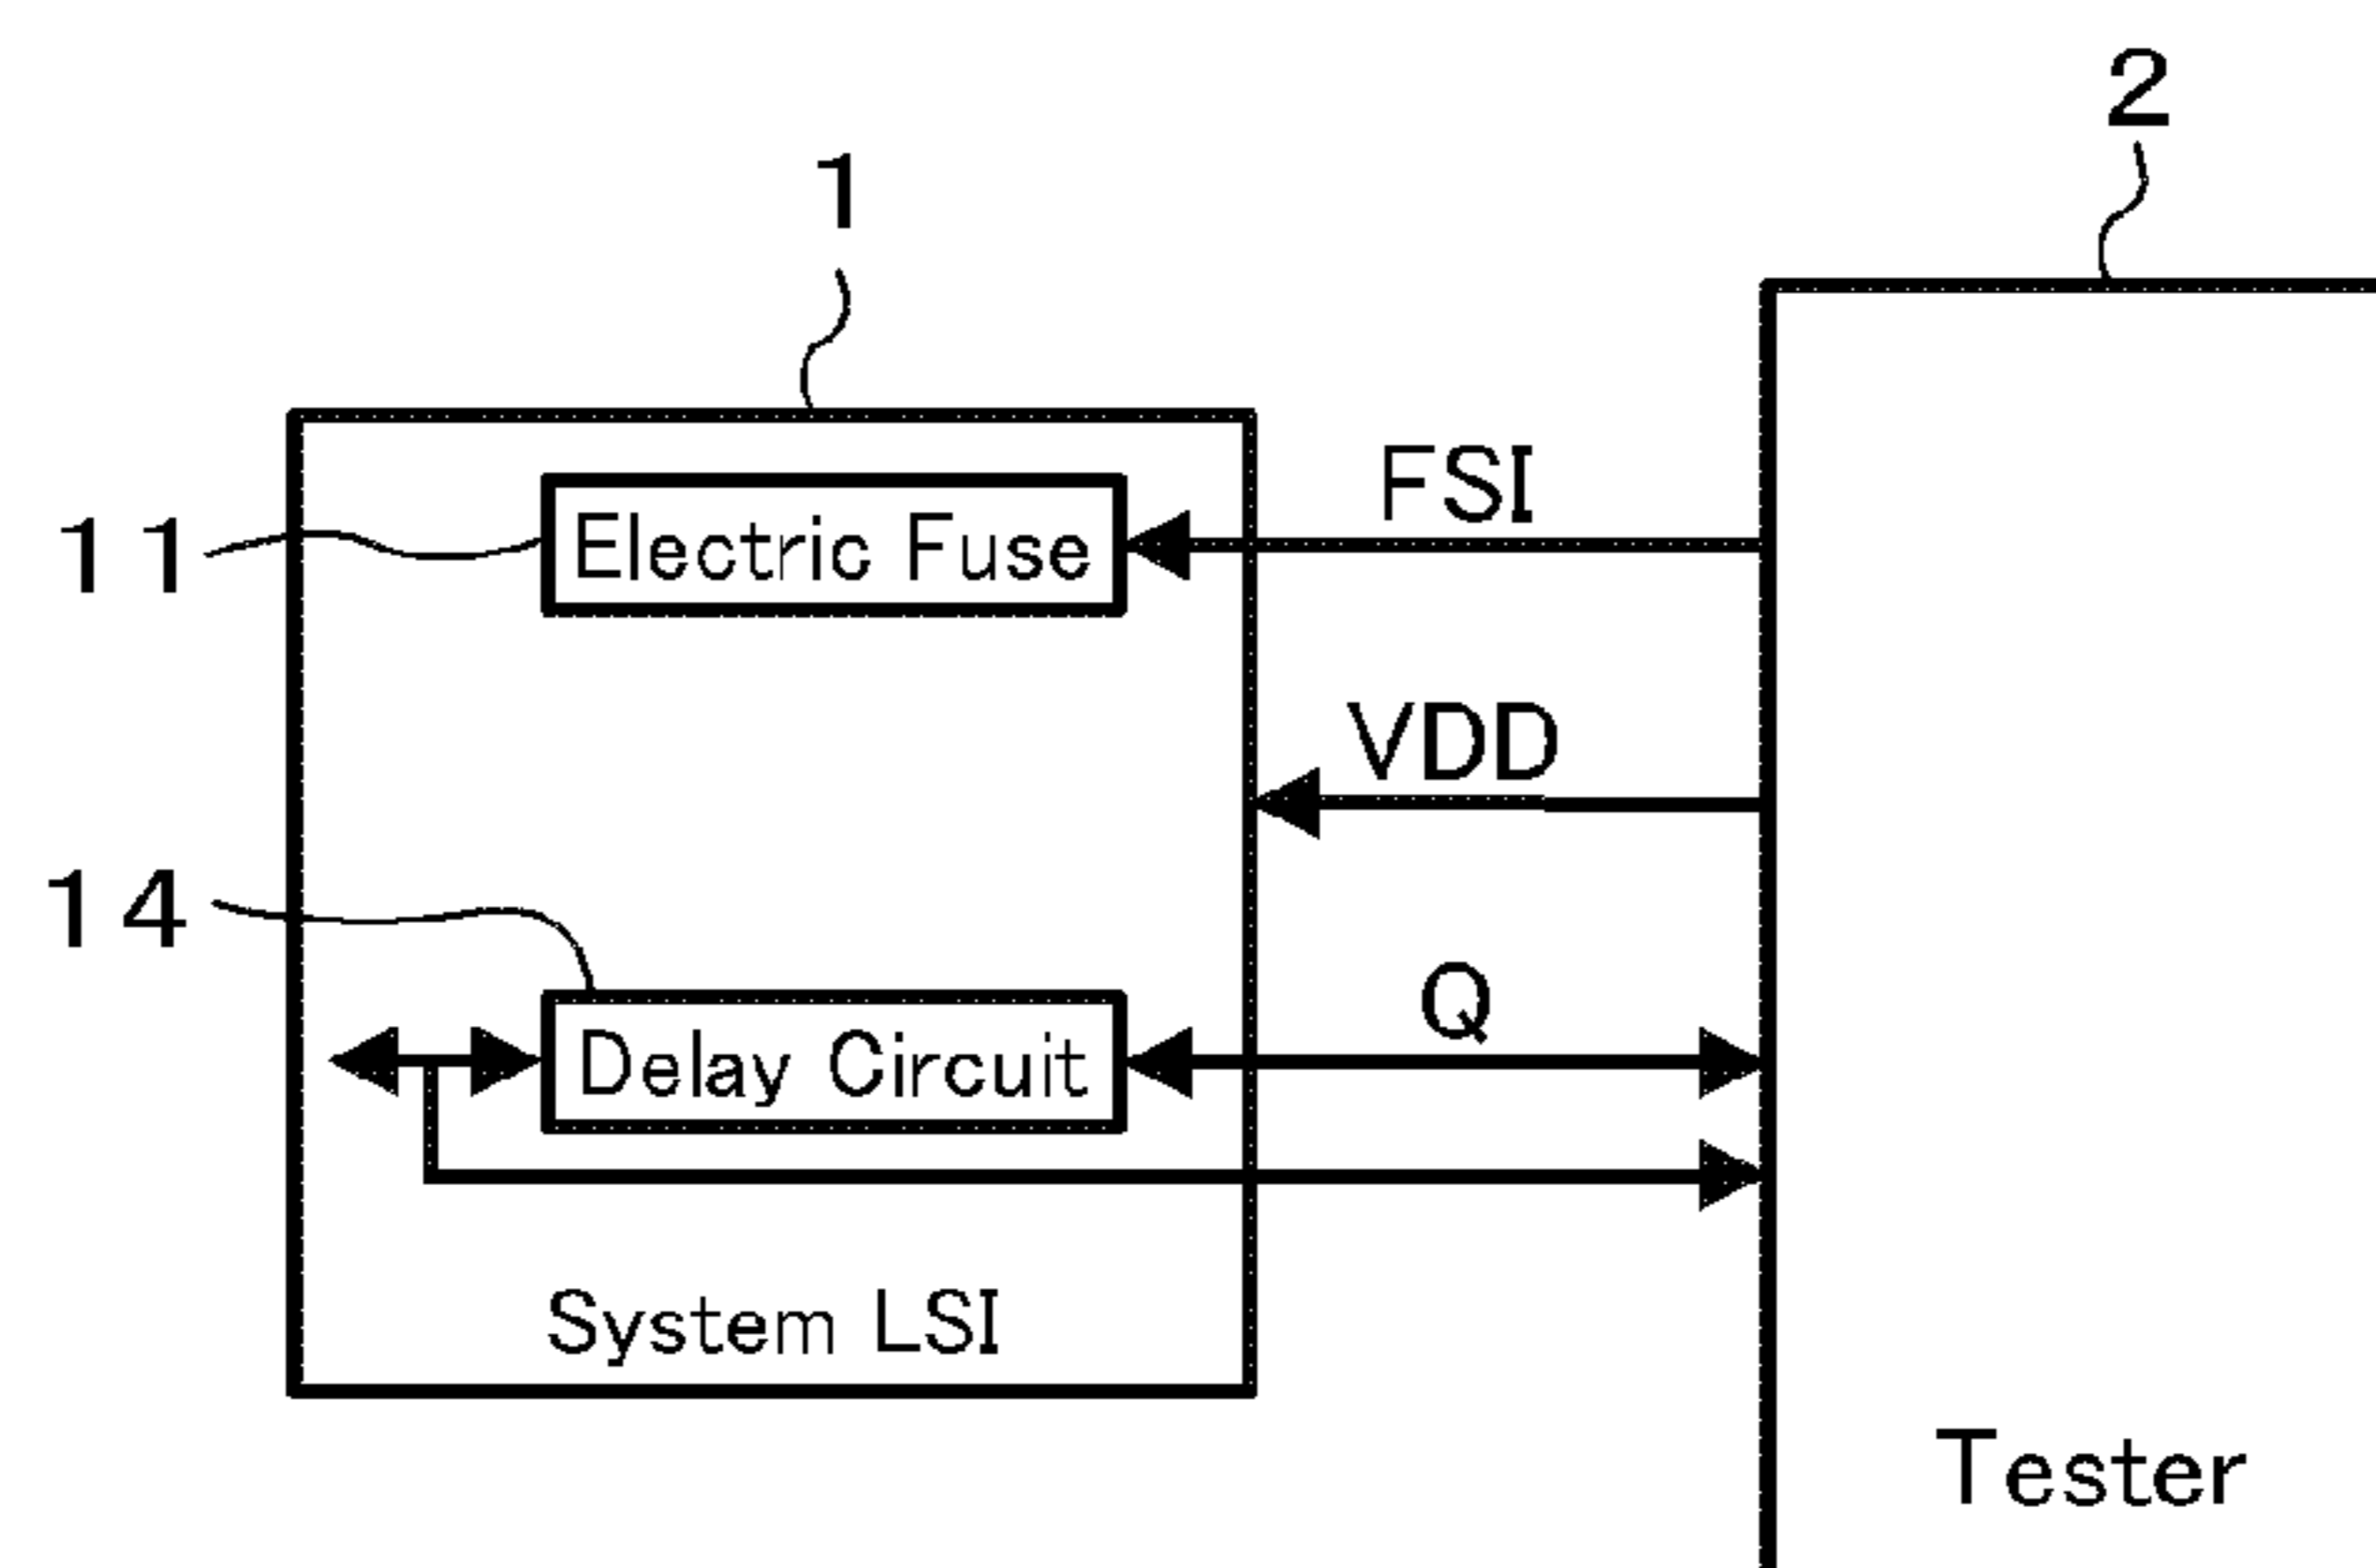 2
1
FSI
11
Electric Fuse
VDD
14
Q
Delay Circuit
System LSI
Tester